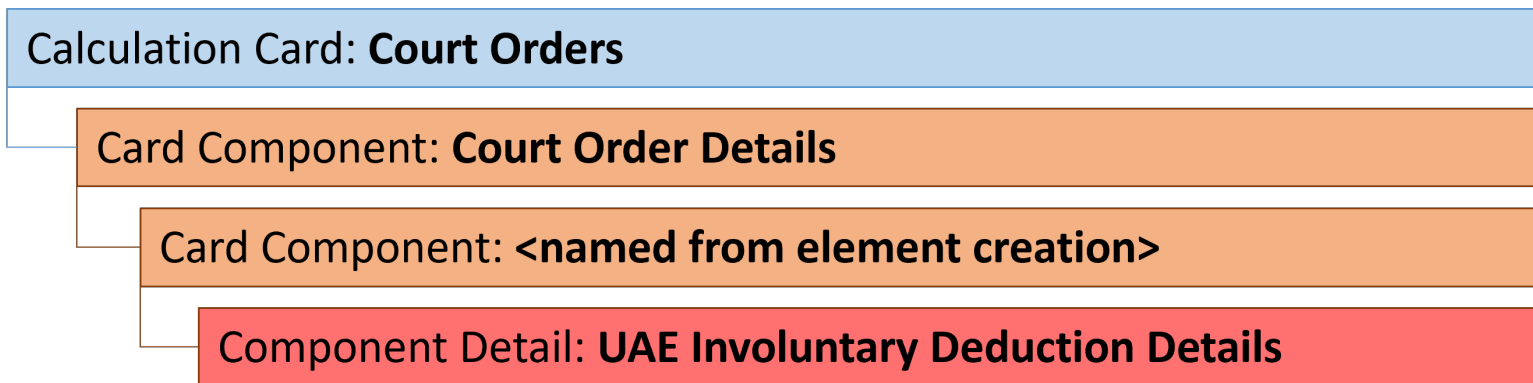 Calculation Card: Court Orders
Card Component: Court Order Details
Card Component: <named from element creation>
Component Detail: UAE Involuntary Deduction Details